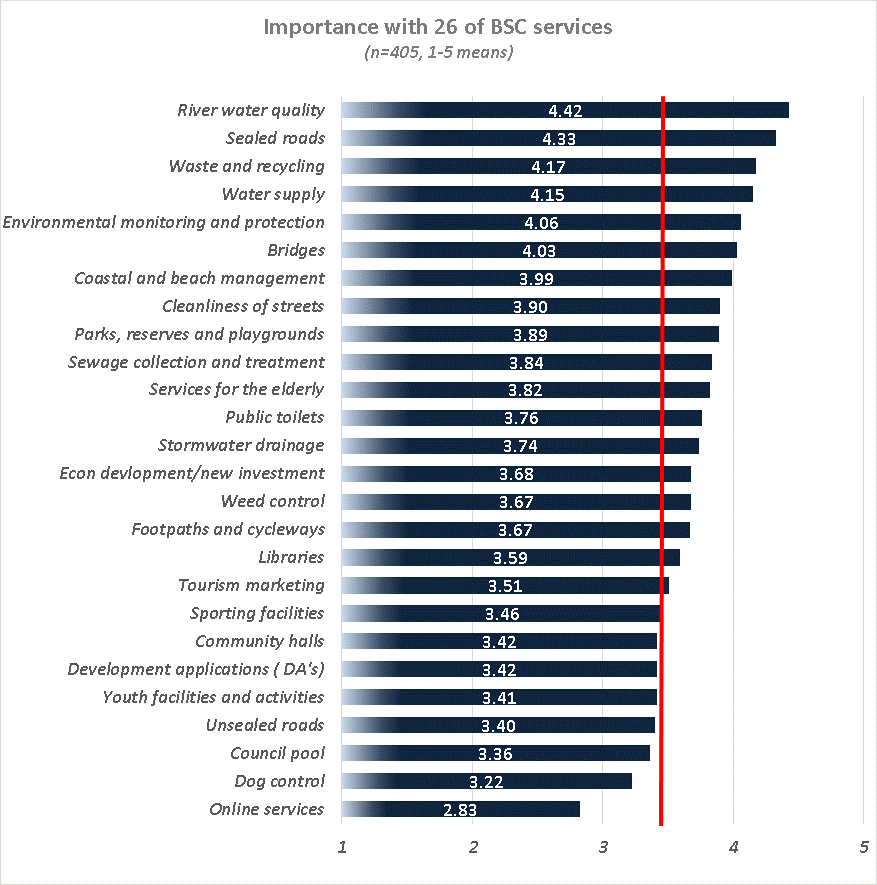 Importance with 26 of BSC services
(n=405, 1-5 means)
River water quality 4.42
Sealed roads 4.33
Waste and recycling 4.17
Water supply 4.15
Environmental monitoring and protection 4.06
Bridges 4.03
Coastal and beach management 3.99
Cleanliness of streets 3.90
Parks, reserves and playgrounds 3.89
Sewage collection and treatment 3.84
Services for the elderly 3.82
Public toilets 3.76
Stormwater drainage 3.74
Econ devlopment/new investment 3.68
Weed control 3.67
Footpaths and cycleways 3.67
Libraries 3.59
Tourism marketing 3.51
Sporting facilities 3.46
Community halls 3.42
Development applications ( DA's) 3.42
Youth facilities and activities 3.41
Unsealed roads 3.40
Council pool 3.36
Dog control 3.22
Online services 2.83
1 2 3 4 5